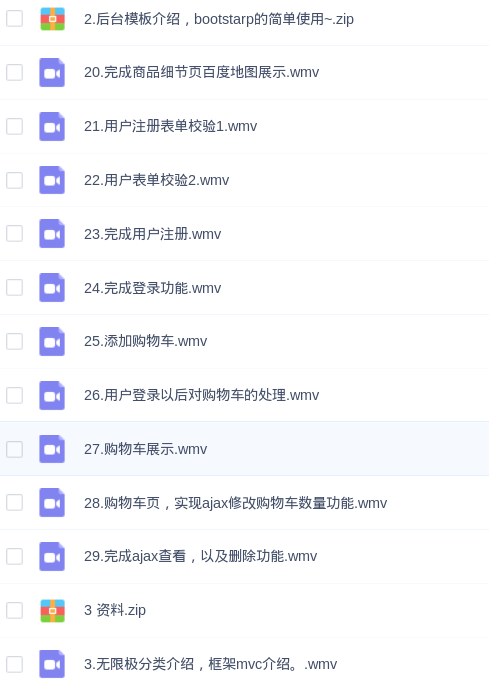 2.后台模板介绍，bootstarp的简单使用~.zip
20.完成商品细节页百度地图展示.wmv
21.用户注册表单校验1.wmv
22.用户表单校验2.wmv
23.完成用户注册.wmv
24.完成登录功能.wmv
25.添加购物车.wmv
26.用户登录以后对购物车的处理.wmv
27.购物车展示.wmv
28.购物车页，实现ajax修改购物车数量功能.wmv
29.完成ajax查看，以及删除功能.wmv
3 资料.zip
3.无限极分类介绍，框架mvc介绍。.wmv